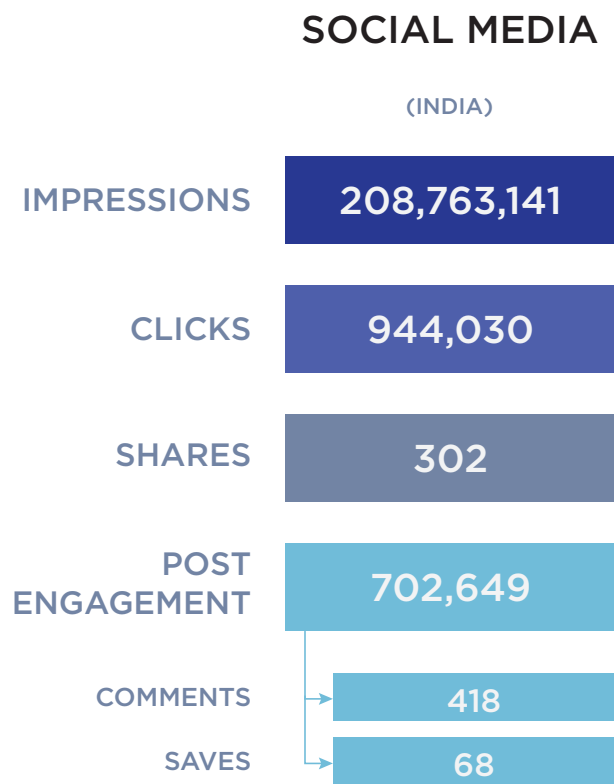 SOCIAL MEDIA
(INDIA)
IMPRESSIONS 208,763,141
CLICKS 944,030
SHARES 302
POST
ENGAGEMENT 702,649
COMMENTS 418
SAVES 68